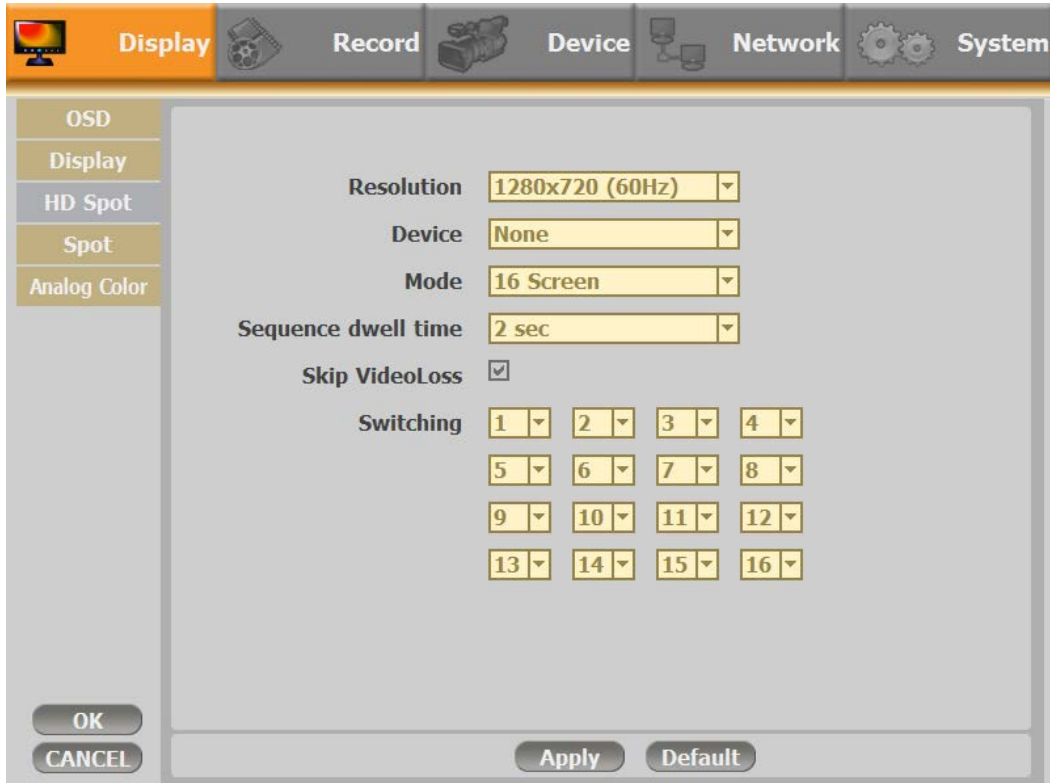 Display Record Device Network System
OSD
Display
HD Spot
Spot
Analog Color
Resolution 1280x720 (60Hz)
Device None
Mode 16 Screen
Sequence dwell time 2 sec
Skip VideoLoss
Switching 1 2 3 4
5 6 7 8
9 10 11 12
13 14 15 16
OK
CANCEL
Apply Default